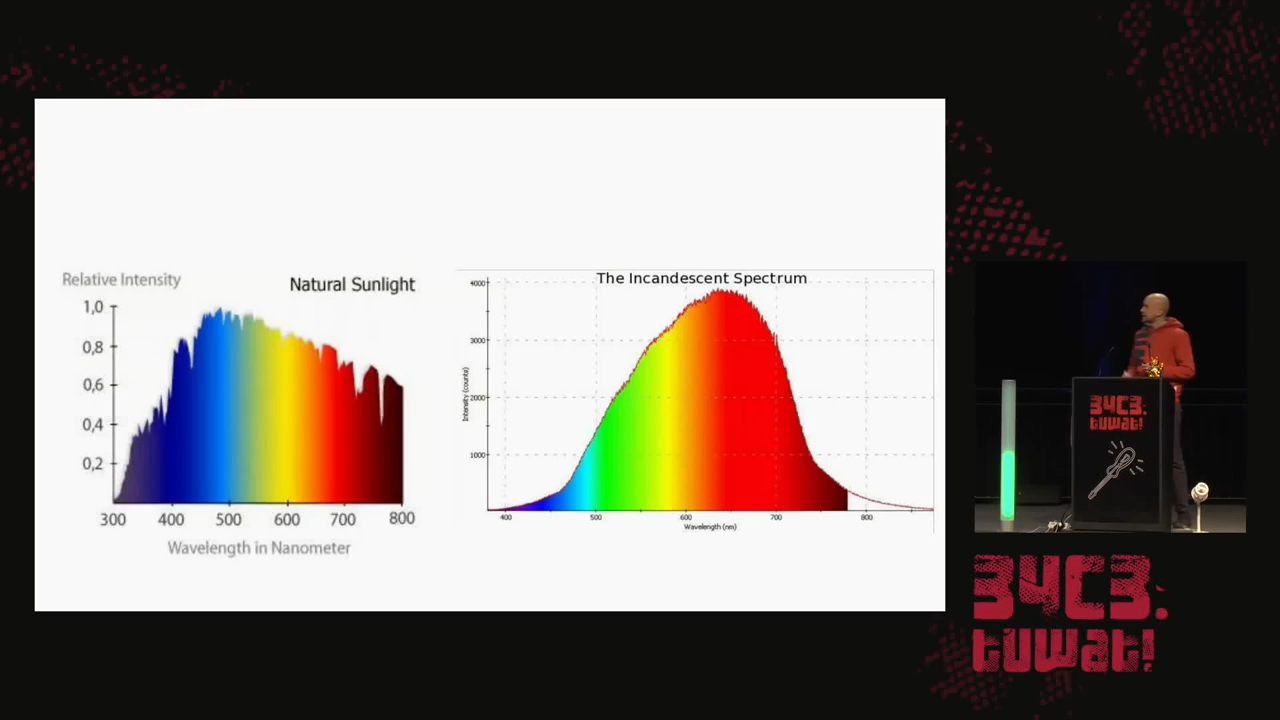 Relative Intensity
Natural Sunlight
1,0
0,8
0,6
0,4
0,2
300 400 500 600 700 800
Wavelength in Nanometer
The Incandescent Spectrum
4000
3000
2000
1000
Intensity (counts)
400 500 600 700 800
Wavelength (nm)
34C3.
tuwat!
34C3.
tuwat!